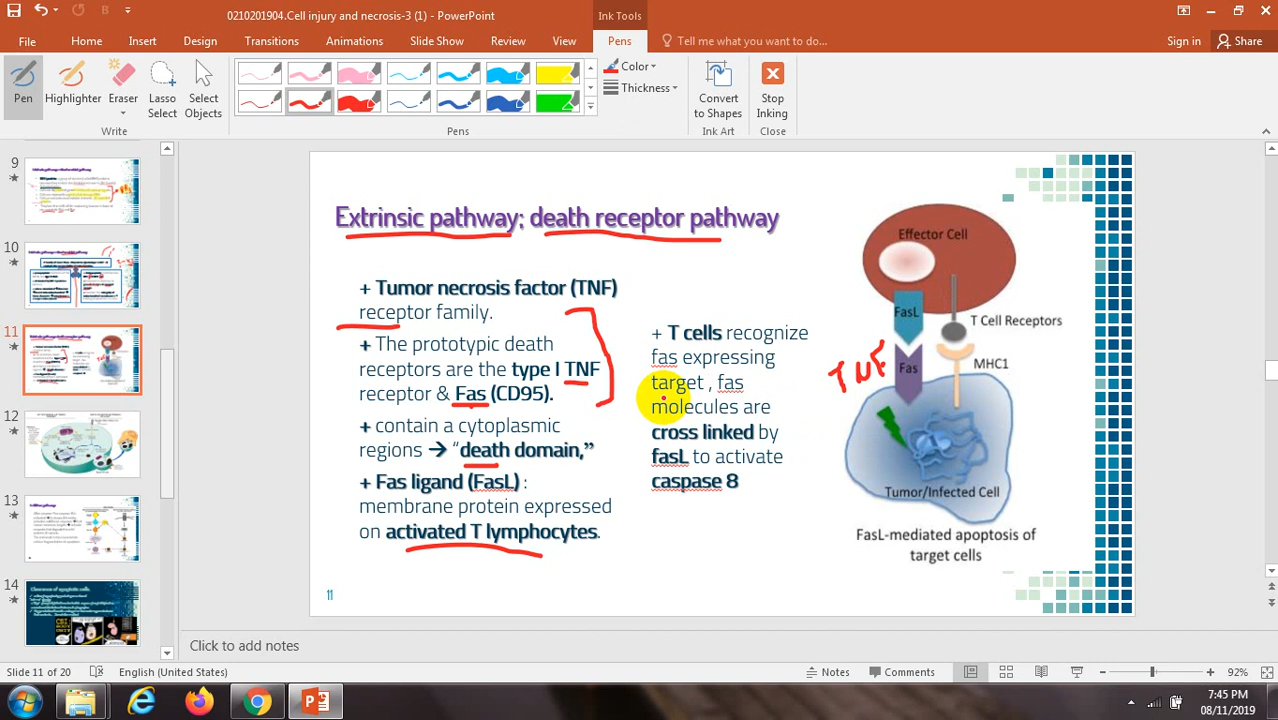 0210201904.Cell injury and necrosis-3 (1) - PowerPoint
Ink Tools
File Home Insert Design Transitions Animations Slide Show Review View Pens Tell me what you want to do... Sign in Share
Pen Highlighter Eraser Lasso Select Select Objects
Color
Thickness
Convert to Shapes
Stop Inking
Write Pens Ink Art Close
9
10
11
12
13
14
Extrinsic pathway; death receptor pathway
+ Tumor necrosis factor (TNF)
receptor family.
+ The prototypic death
receptors are the type I TNF
receptor & Fas (CD95).
+ contain a cytoplasmic
regions → “death domain,”
+ Fas ligand (FasL) :
membrane protein expressed
on activated T lymphocytes.
+ T cells recognize
fas expressing
target , fas
molecules are
cross linked by
fasL to activate
caspase 8
Effector Cell
FasL
T Cell Receptors
MHC1
Fas
TNF
Tumor/Infected Cell
FasL-mediated apoptosis of
target cells
11
Click to add notes
Slide 11 of 20 English (United States) Notes Comments 92%
7:45 PM
08/11/2019